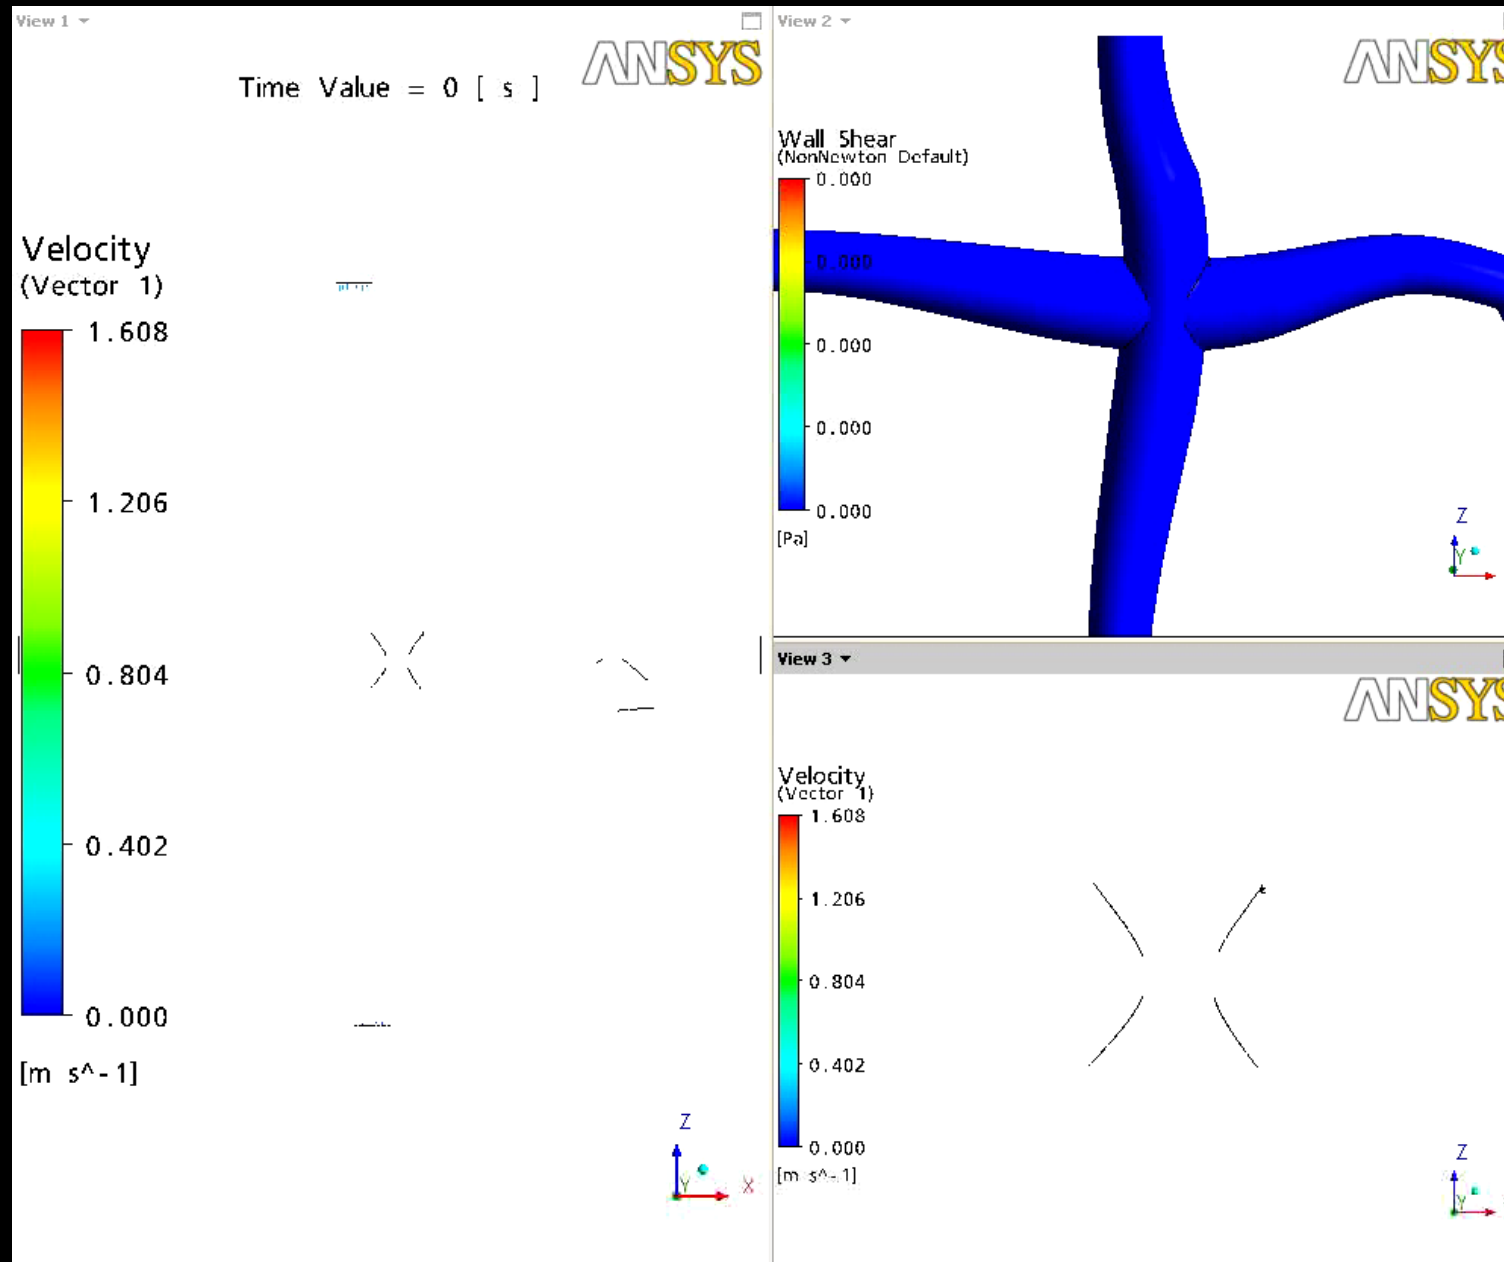 View 1
ANSYS
Time Value = 0 [ s ]
Velocity
(Vector 1)
1.608
1.206
0.804
0.402
0.000
[m s^-1]
Z
Y
X
View 2
ANSYS
Wall Shear
(NonNewton Default)
0.000
0.000
0.000
0.000
0.000
[Pa]
Z
Y
View 3
ANSYS
Velocity
(Vector 1)
1.608
1.206
0.804
0.402
0.000
[m s^-1]
Z
Y